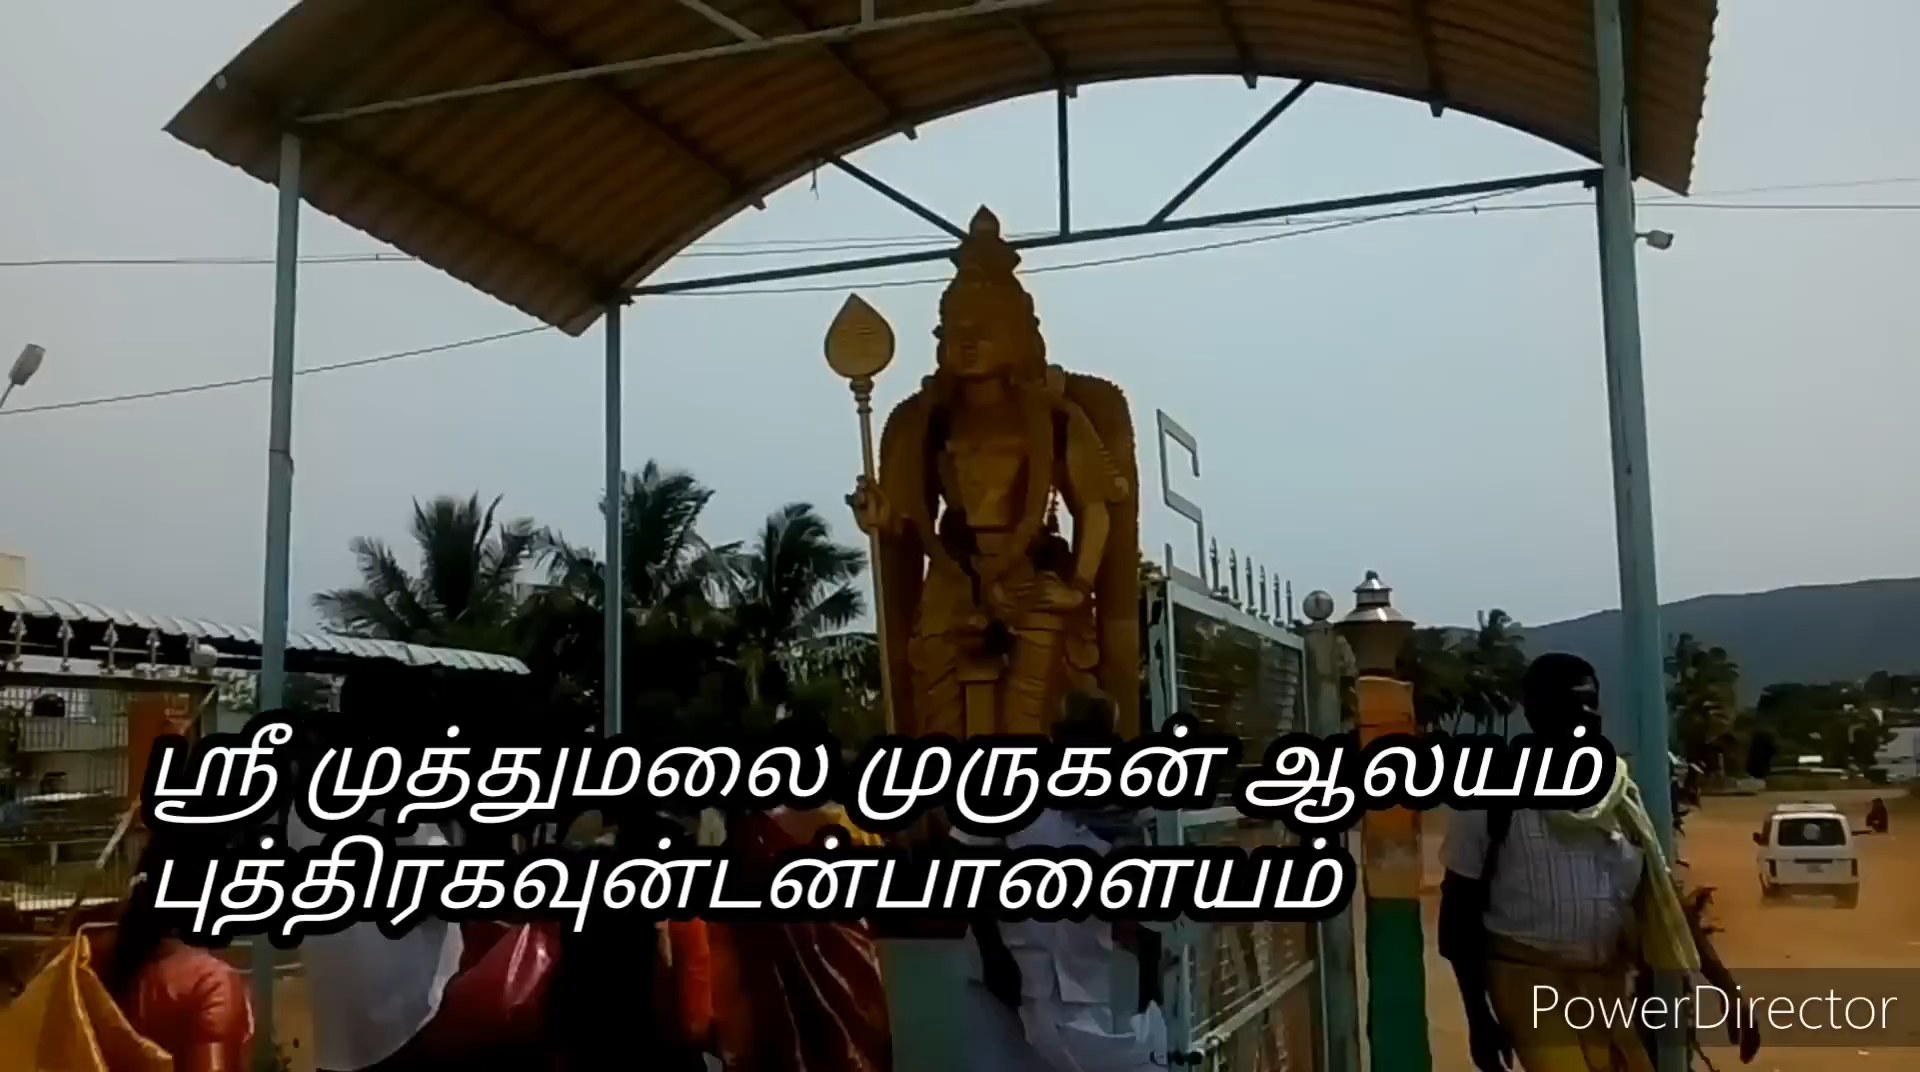 ஸ்ரீ முத்துமலை முருகன் ஆலயம்
புத்திரகவுன்டன்பாளையம்
PowerDirector